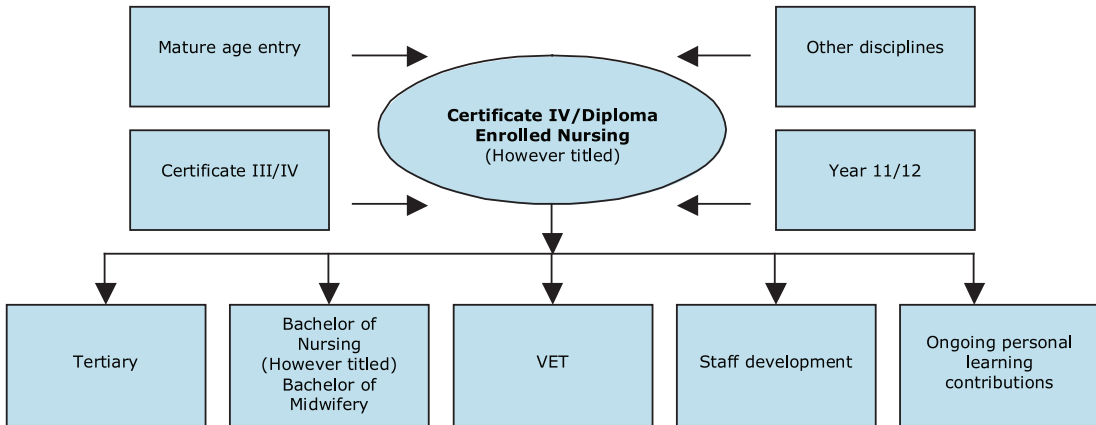 Mature age entry
Other disciplines
Certificate IV/Diploma
Enrolled Nursing
(However titled)
Certificate III/IV
Year 11/12
Tertiary
Bachelor of
Nursing
(However titled)
Bachelor of
Midwifery
VET
Staff development
Ongoing personal
learning
contributions